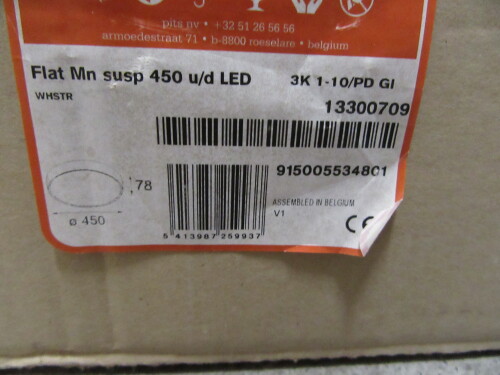 pits nv • +32 51 26 56 56
armoedestraat 71 • b-8800 roeselare • belgium
Flat Mn susp 450 u/d LED 3K 1-10/PD GI
WHSTR
13300709
915005534801
78
ø 450
ASSEMBLED IN BELGIUM
V1
CE
5 413987 259937